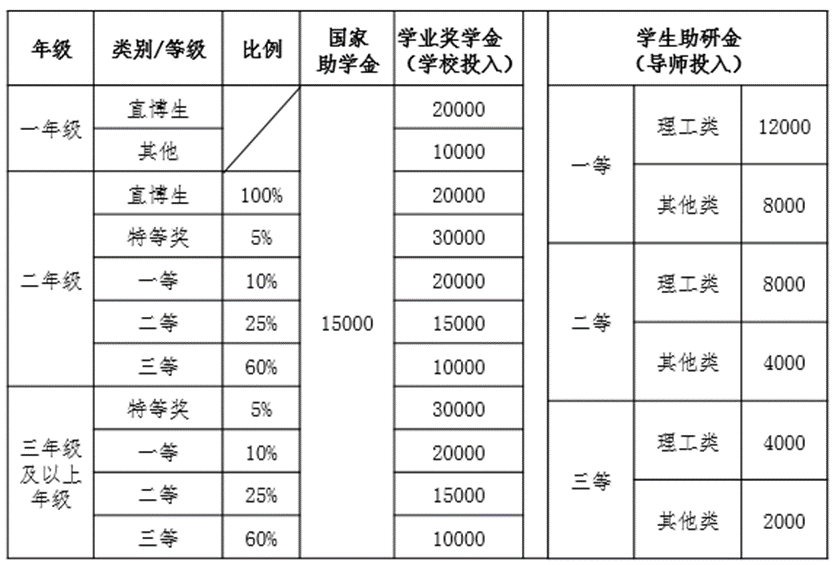 年级 类别/等级 比例 国家助学金 学业奖学金（学校投入） 学生助研金（导师投入）
一年级 直博生 20000
其他 10000
二年级 直博生 100% 20000
特等奖 5% 30000
一等 10% 20000
二等 25% 15000
三等 60% 10000
三年级及以上年级 特等奖 5% 30000
一等 10% 20000
二等 25% 15000
三等 60% 10000
15000
一等 理工类 12000
其他类 8000
二等 理工类 8000
其他类 4000
三等 理工类 4000
其他类 2000